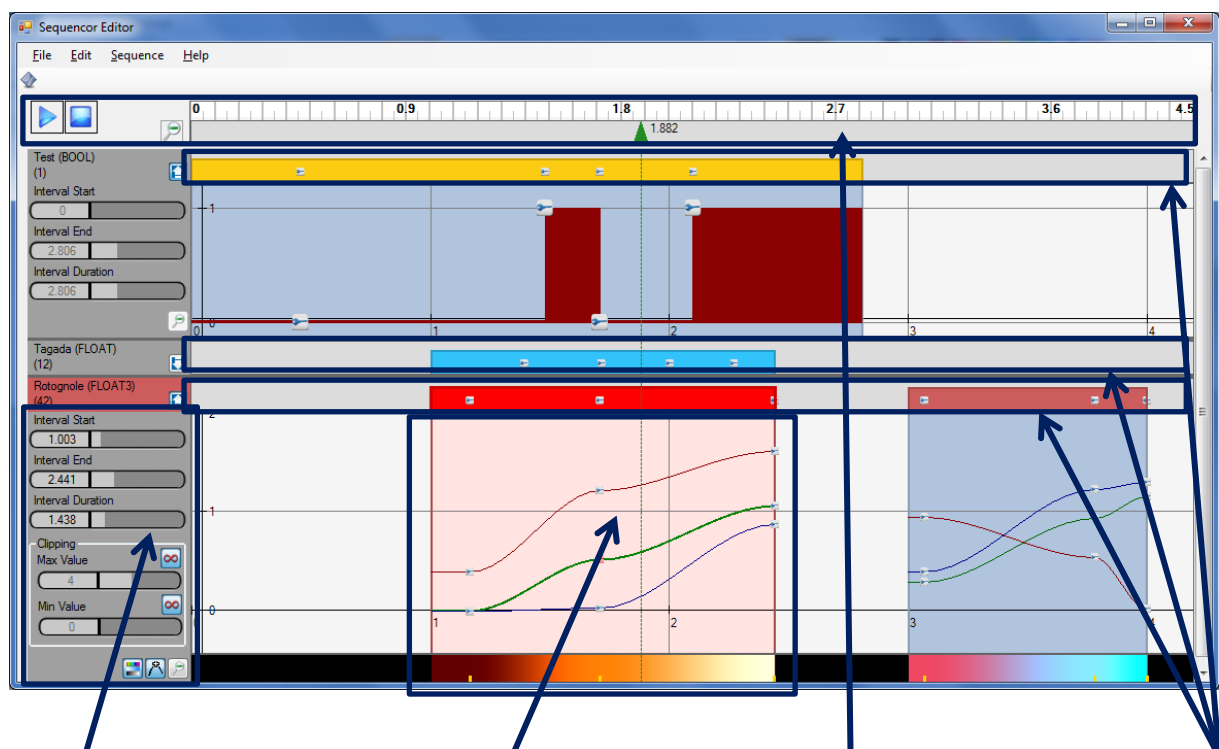 Sequencor Editor
File Edit Sequence Help
0 0.9 1.8 2.7 3.6 4.5
1.882
Test (BOOL)
(1)
Interval Start
0
Interval End
2.806
Interval Duration
2.806
1
0
0 1 2 3 4
Tagada (FLOAT)
(12)
Rotognole (FLOAT3)
(42)
Interval Start
1.003
Interval End
2.441
Interval Duration
1.438
Clipping
Max Value
4
Min Value
0
2
1
0
1 2 3 4